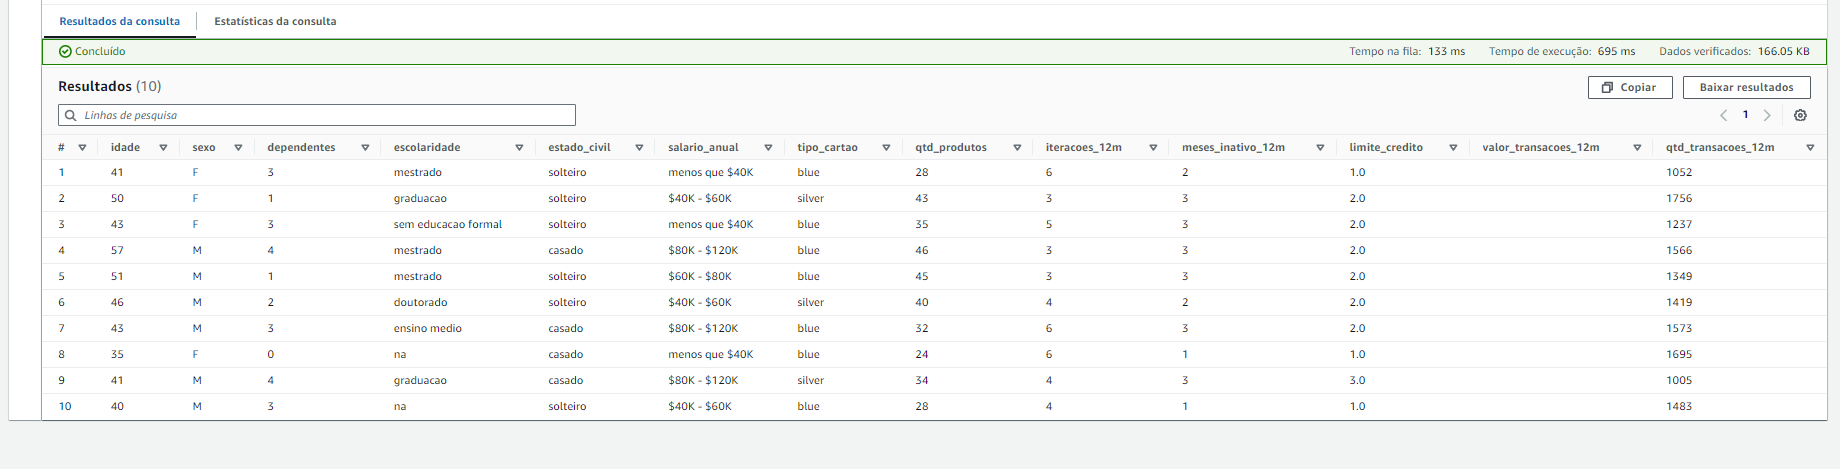 Resultados da consulta Estatísticas da consulta
Concluído Tempo na fila: 133 ms Tempo de execução: 695 ms Dados verificados: 166.05 KB
Resultados (10) Copiar Baixar resultados
Linhas de pesquisa 1
# idade sexo dependentes escolaridade estado_civil salario_anual tipo_cartao qtd_produtos iteracoes_12m meses_inativo_12m limite_credito valor_transacoes_12m qtd_transacoes_12m
1 41 F 3 mestrado solteiro menos que $40K blue 28 6 2 1.0 1052
2 50 F 1 graduacao solteiro $40K - $60K silver 43 3 3 2.0 1756
3 43 F 3 sem educacao formal solteiro menos que $40K blue 35 5 3 2.0 1237
4 57 M 4 mestrado casado $80K - $120K blue 46 3 3 2.0 1566
5 51 M 1 mestrado solteiro $60K - $80K blue 45 3 3 2.0 1349
6 46 M 2 doutorado solteiro $40K - $60K silver 40 4 2 2.0 1419
7 43 M 3 ensino medio casado $80K - $120K blue 32 6 3 2.0 1573
8 35 F 0 na casado menos que $40K blue 24 6 1 1.0 1695
9 41 M 4 graduacao casado $80K - $120K silver 34 4 3 3.0 1005
10 40 M 3 na solteiro $40K - $60K blue 28 4 1 1.0 1483